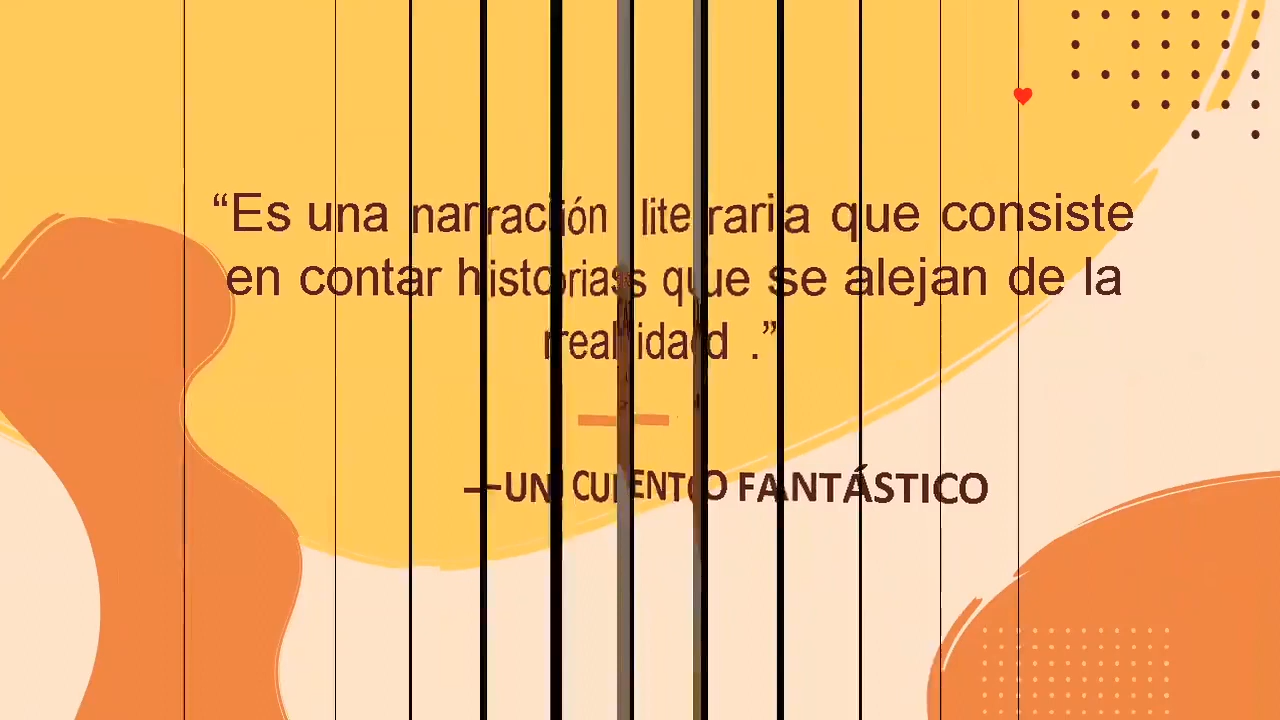 “Es una narración literaria que consiste
en contar historias que se alejan de la
realidad .”
—UN CUENTO FANTÁSTICO